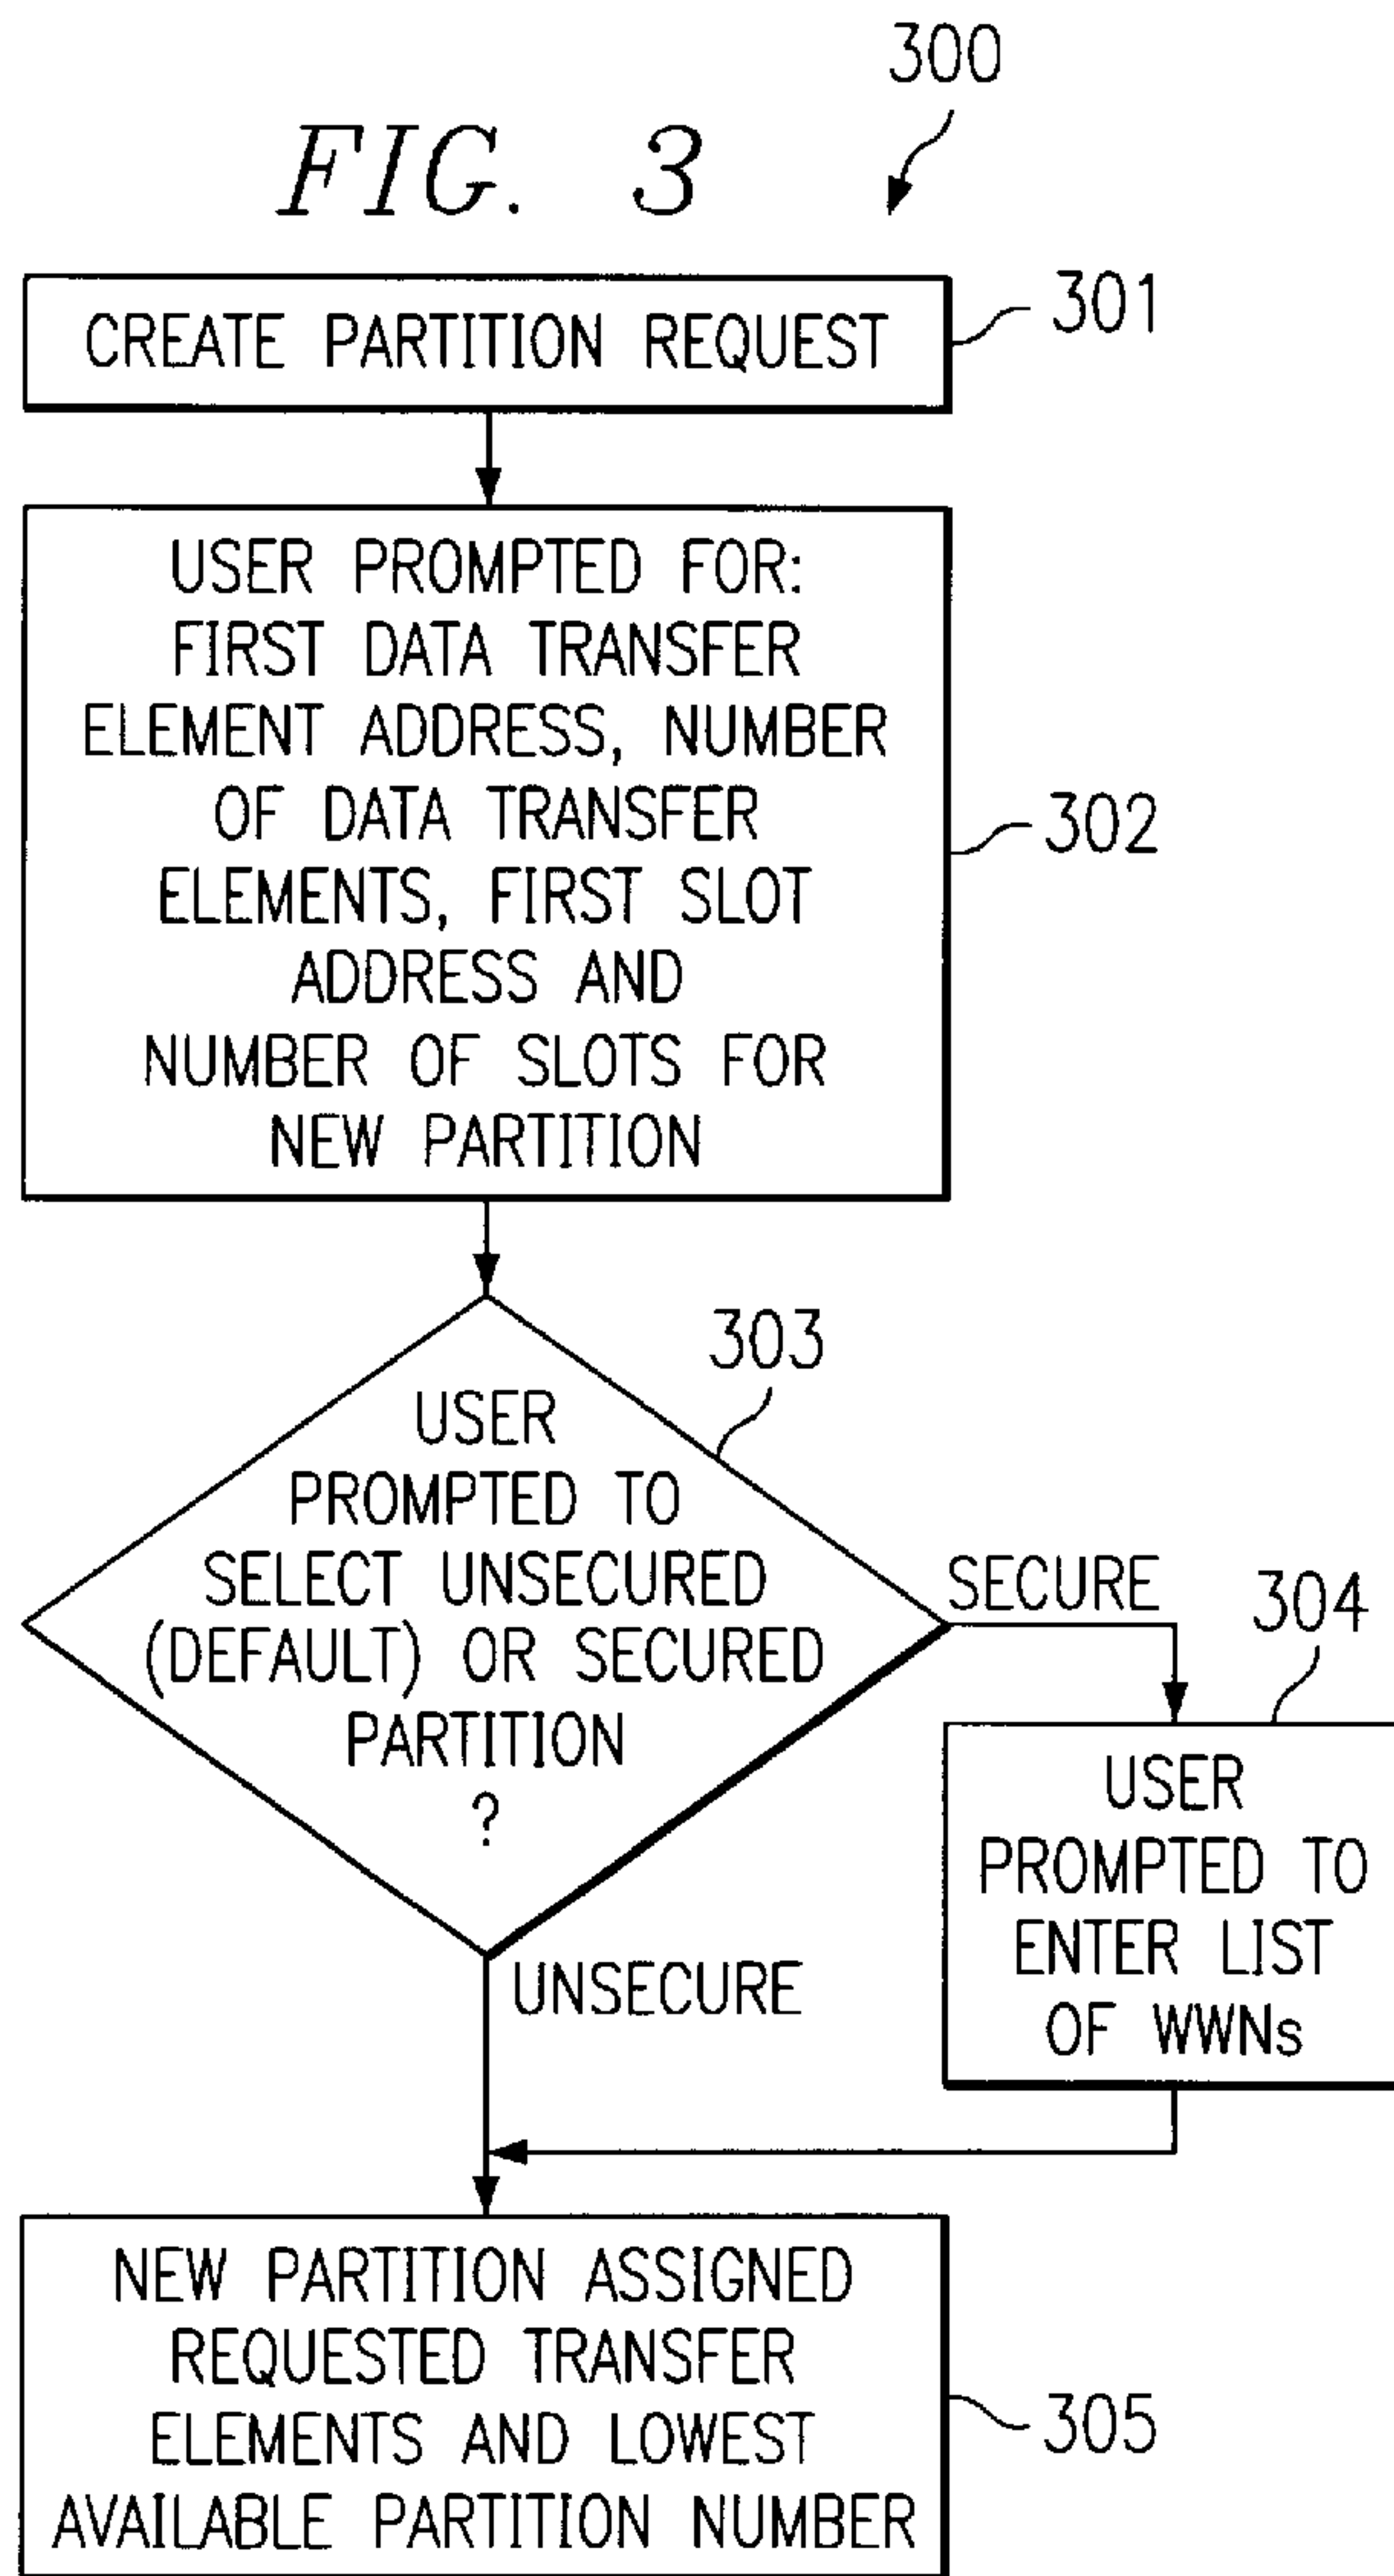 300
FIG. 3
CREATE PARTITION REQUEST
301
USER PROMPTED FOR:
FIRST DATA TRANSFER
ELEMENT ADDRESS, NUMBER
OF DATA TRANSFER
ELEMENTS, FIRST SLOT
ADDRESS AND
NUMBER OF SLOTS FOR
NEW PARTITION
302
303
USER
PROMPTED TO
SELECT UNSECURED
(DEFAULT) OR SECURED
PARTITION
?
SECURE
304
USER
PROMPTED TO
ENTER LIST
OF WWNs
UNSECURE
NEW PARTITION ASSIGNED
REQUESTED TRANSFER
ELEMENTS AND LOWEST
AVAILABLE PARTITION NUMBER
305